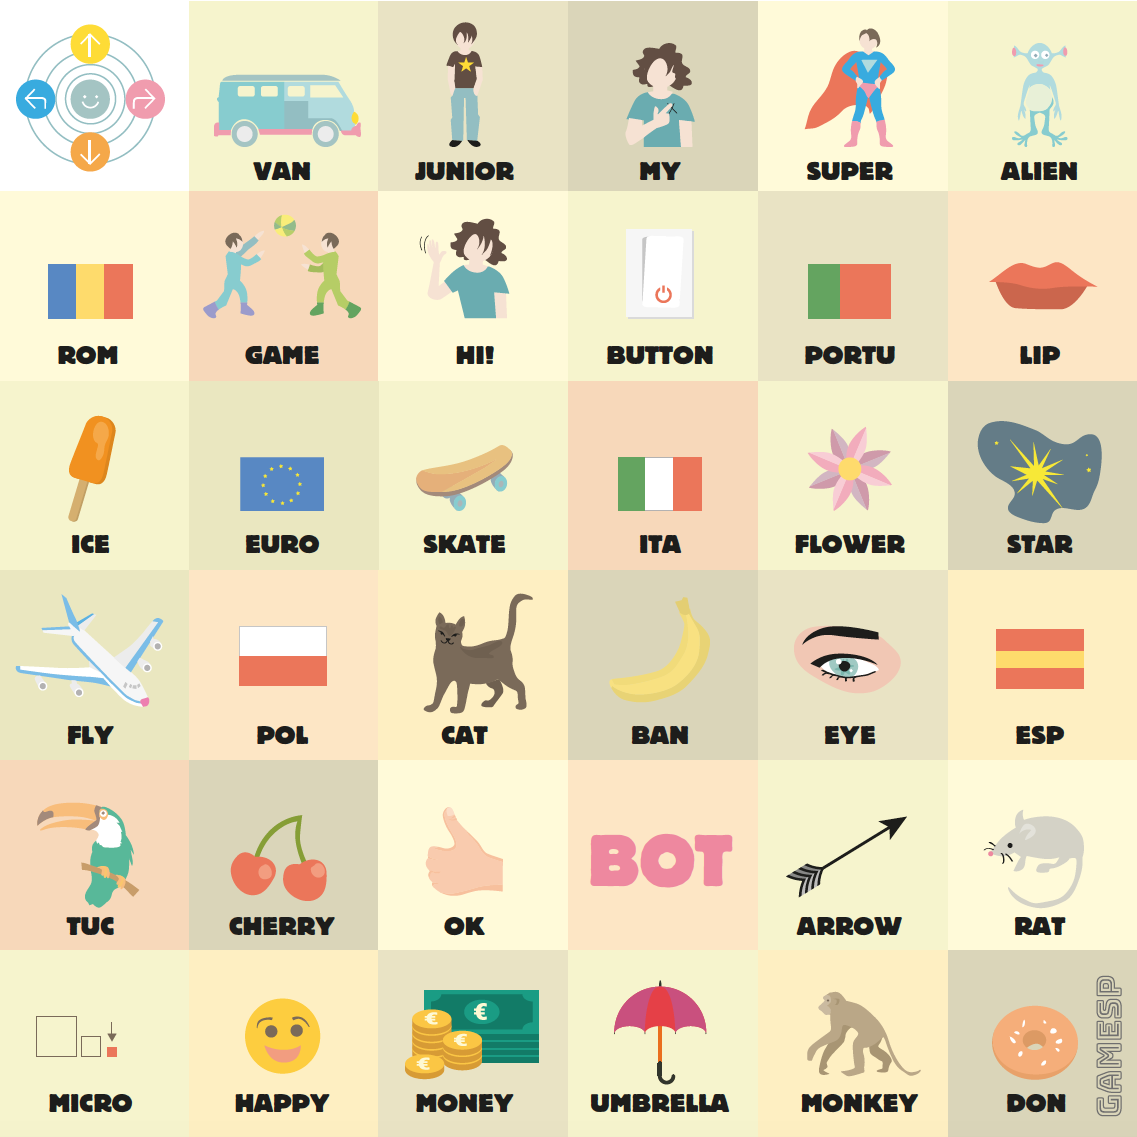 VAN
JUNIOR
MY
SUPER
ALIEN
ROM
GAME
HI!
BUTTON
PORTU
LIP
ICE
EURO
SKATE
ITA
FLOWER
STAR
FLY
POL
CAT
BAN
EYE
ESP
TUC
CHERRY
OK
BOT
ARROW
RAT
MICRO
HAPPY
MONEY
UMBRELLA
MONKEY
DON
GAMESP